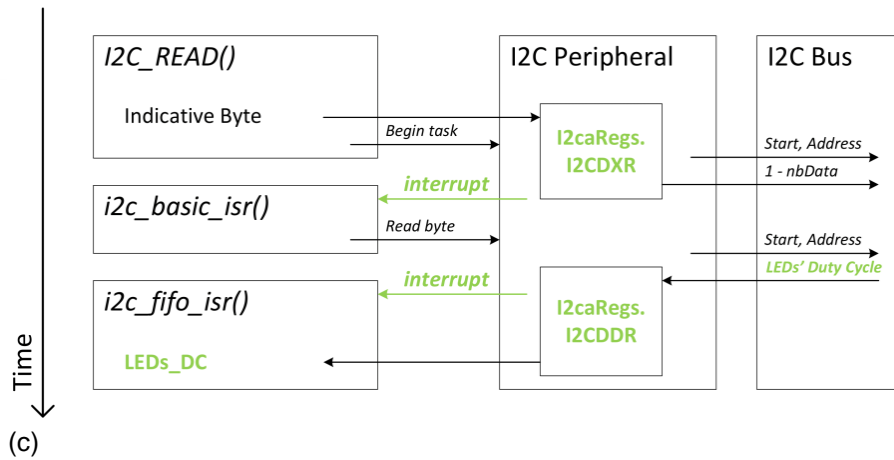 I2C_READ()
I2C Peripheral
I2C Bus
Indicative Byte
Begin task
I2caRegs.
I2CDXR
Start, Address
1 - nbData
interrupt
i2c_basic_isr()
Read byte
Start, Address
LEDs' Duty Cycle
interrupt
i2c_fifo_isr()
I2caRegs.
I2CDDR
LEDs_DC
Time
(c)